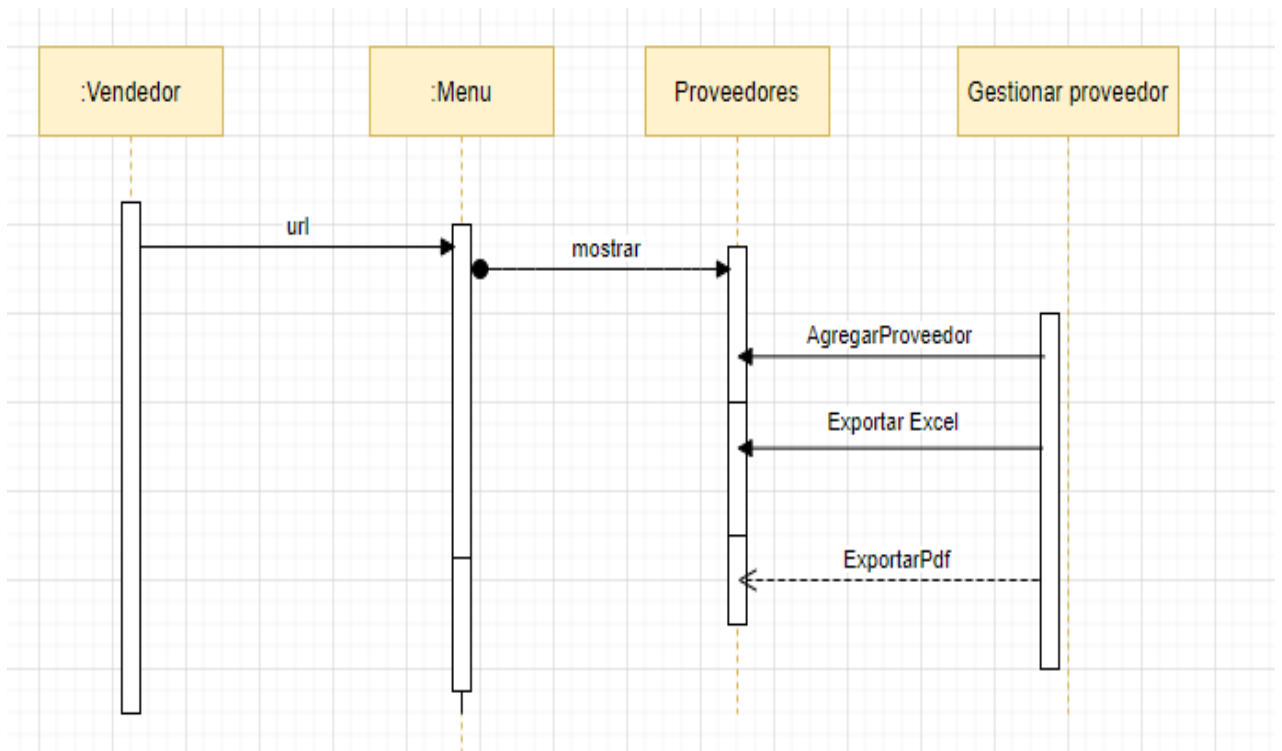 :Vendedor
:Menu
Proveedores
Gestionar proveedor
url
mostrar
AgregarProveedor
Exportar Excel
ExportarPdf